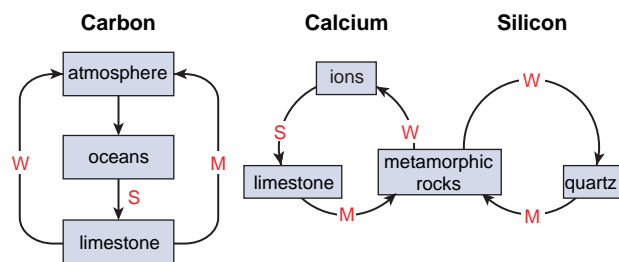 Carbon
atmosphere
W
oceans
M
S
limestone
Calcium
ions
S
W
limestone
metamorphic
rocks
M
Silicon
W
quartz
M